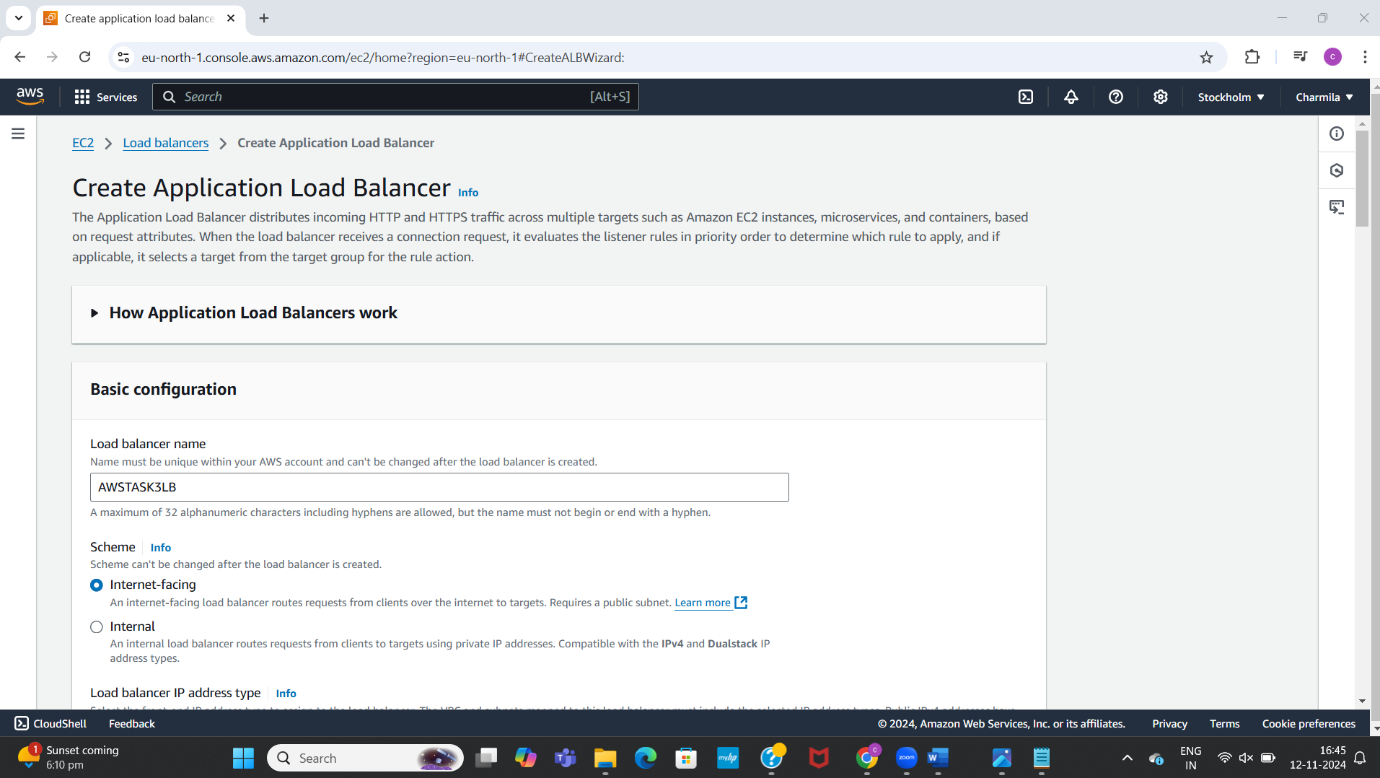 Create application load balance
eu-north-1.console.aws.amazon.com/ec2/home?region=eu-north-1#CreateALBWizard:
C
aws
Services
Search
[Alt+S]
Stockholm
Charmila
EC2
Load balancers
Create Application Load Balancer
Create Application Load Balancer Info
The Application Load Balancer distributes incoming HTTP and HTTPS traffic across multiple targets such as Amazon EC2 instances, microservices, and containers, based
on request attributes. When the load balancer receives a connection request, it evaluates the listener rules in priority order to determine which rule to apply, and if
applicable, it selects a target from the target group for the rule action.
How Application Load Balancers work
Basic configuration
Load balancer name
Name must be unique within your AWS account and can't be changed after the load balancer is created.
AWSTASK3LB
A maximum of 32 alphanumeric characters including hyphens are allowed, but the name must not begin or end with a hyphen.
Scheme Info
Scheme can't be changed after the load balancer is created.
Internet-facing
An internet-facing load balancer routes requests from clients over the internet to targets. Requires a public subnet. Learn more
Internal
An internal load balancer routes requests from clients to targets using private IP addresses. Compatible with the IPv4 and Dualstack IP
address types.
Load balancer IP address type Info
CloudShell
Feedback
© 2024, Amazon Web Services, Inc. or its affiliates.
Privacy
Terms
Cookie preferences
1
Sunset coming
6:10 pm
Search
myhp
C
zoom
W
ENG
IN
16:45
12-11-2024